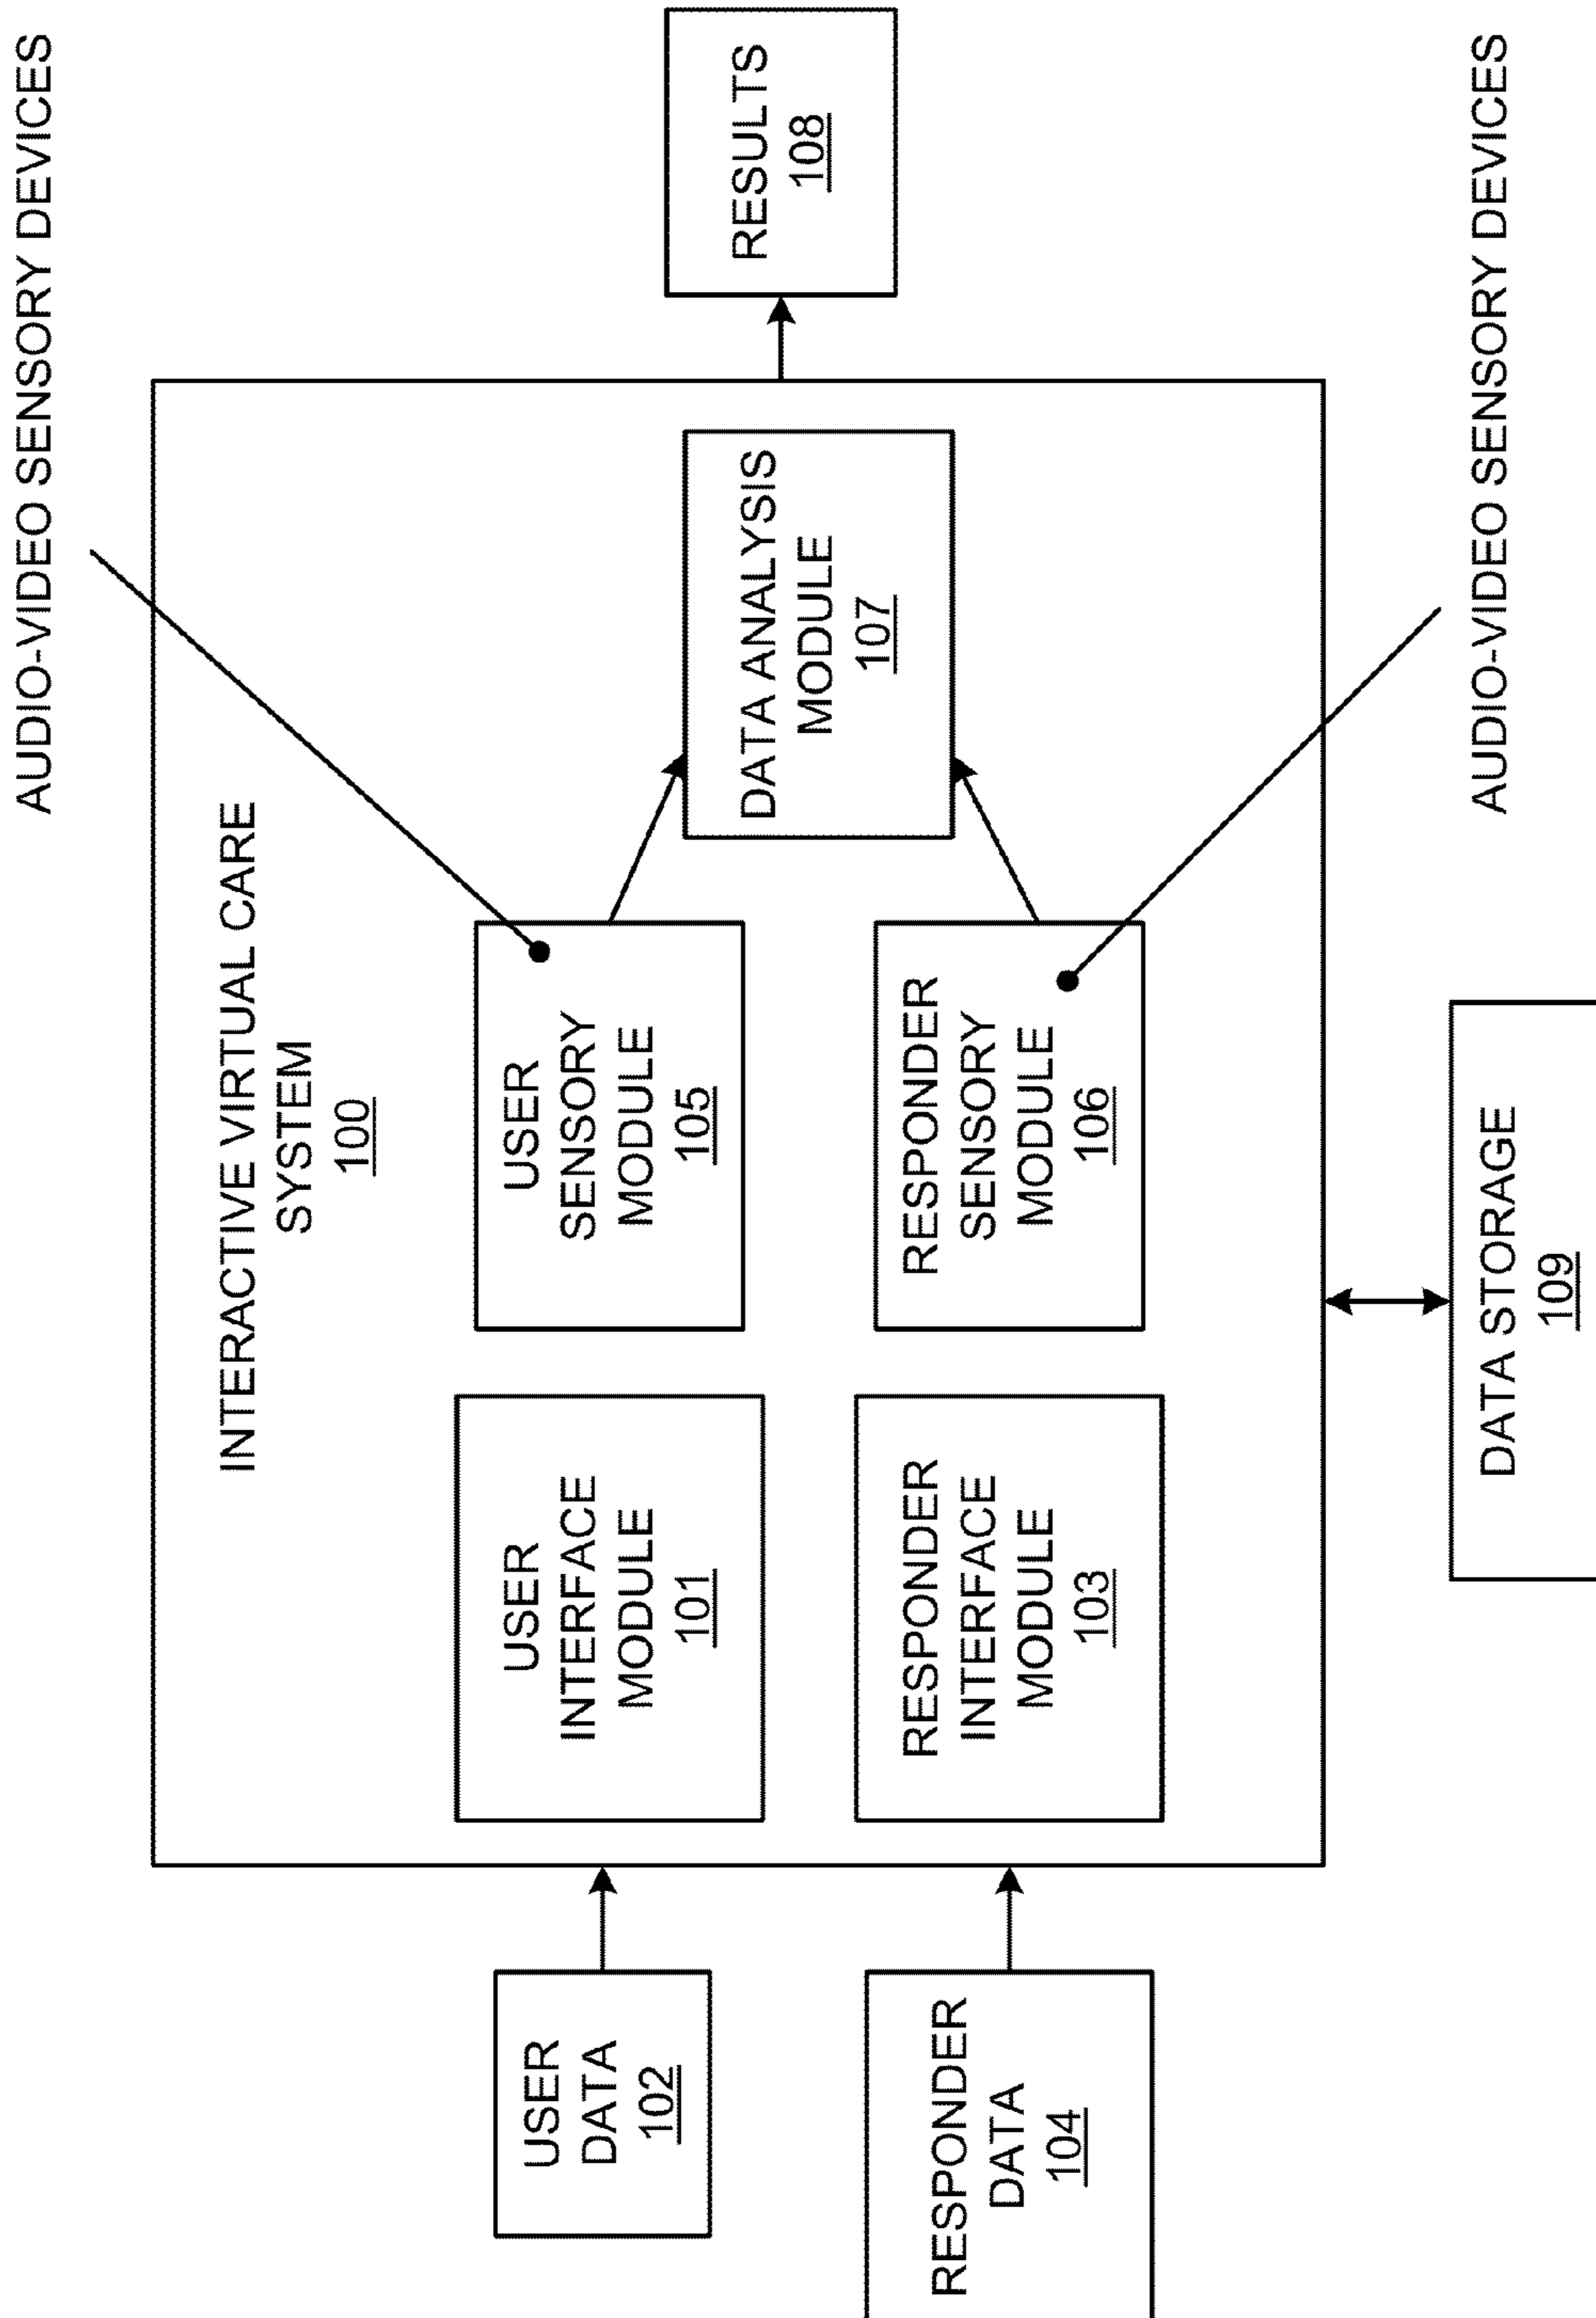 AUDIO-VIDEO SENSORY DEVICES
INTERACTIVE VIRTUAL CARE
SYSTEM
100
USER
DATA
102
USER
INTERFACE
MODULE
101
USER
SENSORY
MODULE
105
DATA ANALYSIS
MODULE
107
RESULTS
108
RESPONDER
DATA
104
RESPONDER
INTERFACE
MODULE
103
RESPONDER
SENSORY
MODULE
106
DATA STORAGE
109
AUDIO-VIDEO SENSORY DEVICES